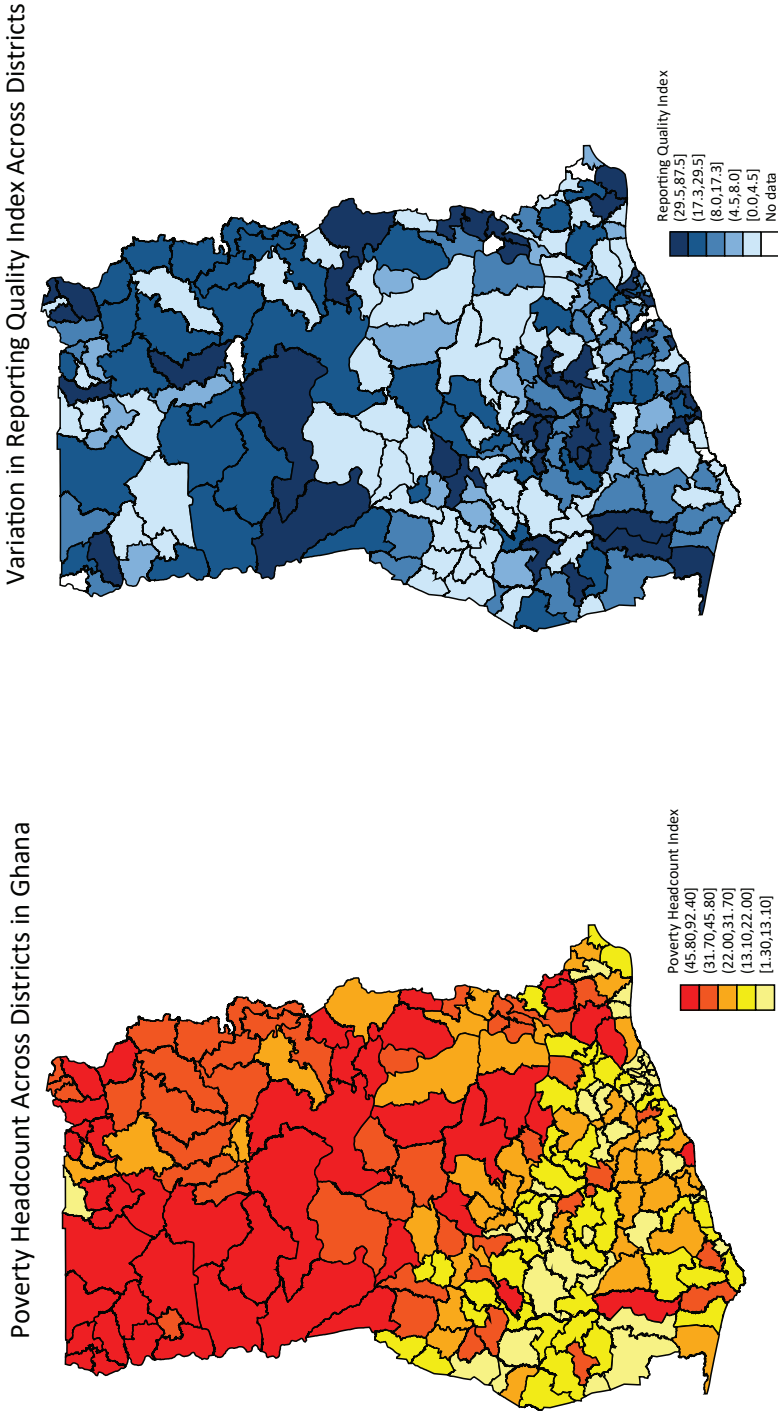 Poverty Headcount Across Districts in Ghana
Poverty Headcount Index
(45.80,92.40]
(31.70,45.80]
(22.00,31.70]
(13.10,22.00]
[1.30,13.10]
Variation in Reporting Quality Index Across Districts
Reporting Quality Index
(29.5,87.5]
(17.3,29.5]
(8.0,17.3]
(4.5,8.0]
[0.0,4.5]
No data